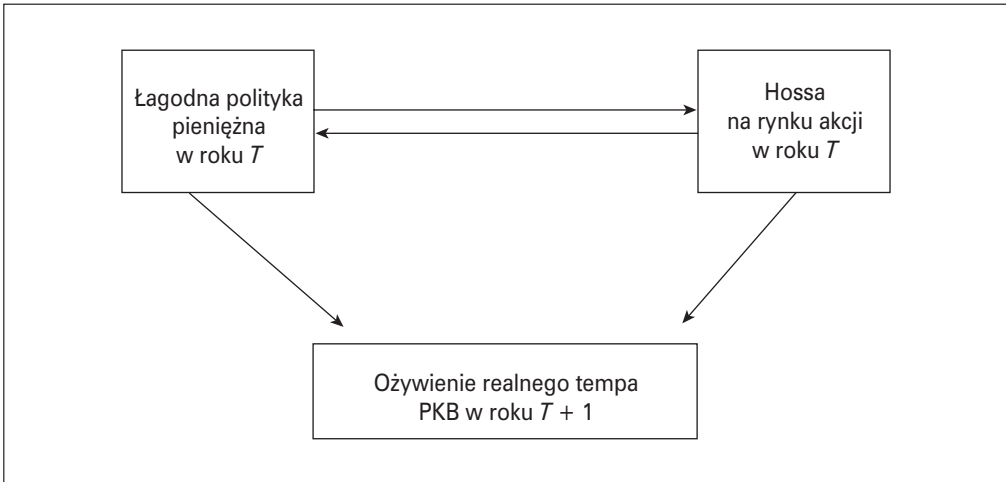 Łagodna polityka
pieniężna
w roku T
Hossa
na rynku akcji
w roku T
Ożywienie realnego tempa
PKB w roku T + 1